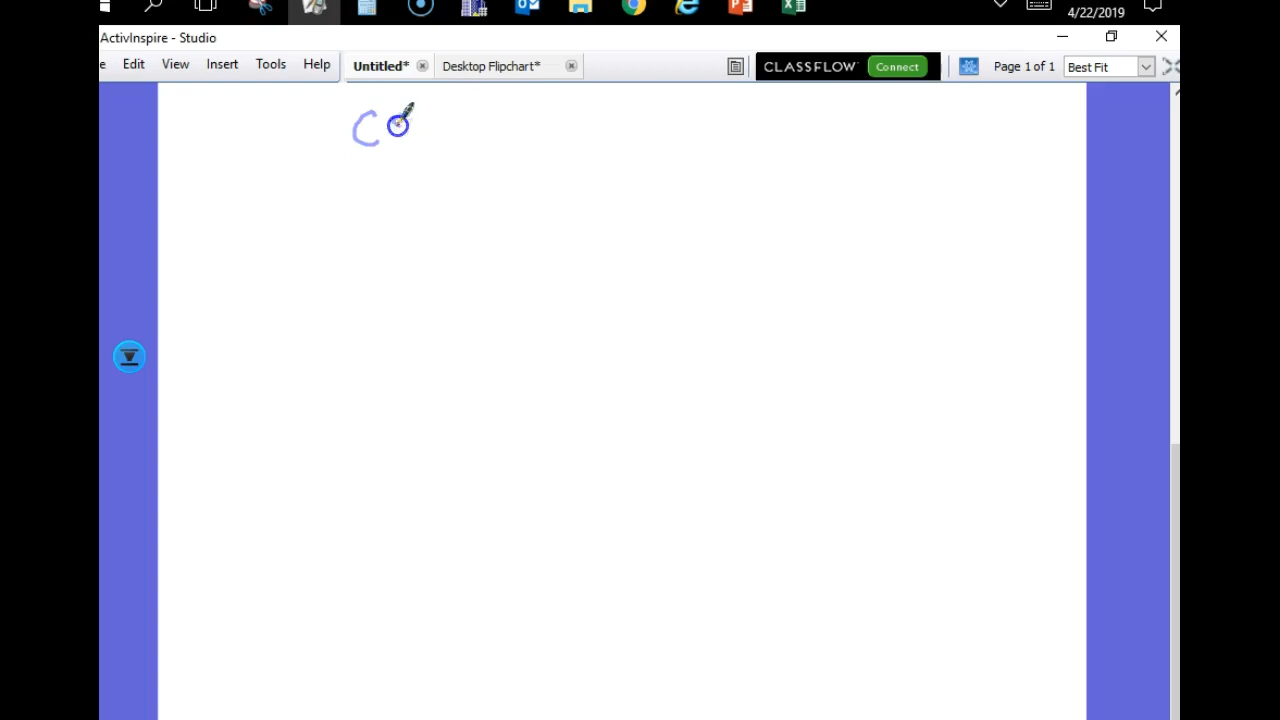 4/22/2019
ActivInspire - Studio
e Edit View Insert Tools Help Untitled* Desktop Flipchart* CLASSFLOW Connect Page 1 of 1 Best Fit
C